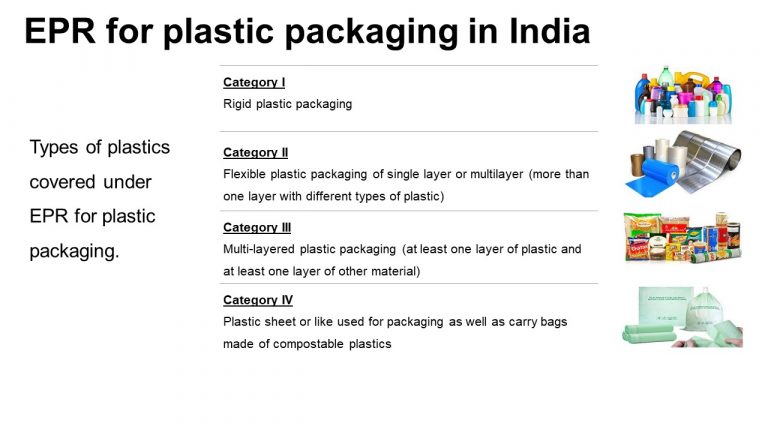 EPR for plastic packaging in India
Types of plastics
covered under
EPR for plastic
packaging.
Category I
Rigid plastic packaging
Category II
Flexible plastic packaging of single layer or multilayer (more than
one layer with different types of plastic)
Category III
Multi-layered plastic packaging (at least one layer of plastic and
at least one layer of other material)
Category IV
Plastic sheet or like used for packaging as well as carry bags
made of compostable plastics